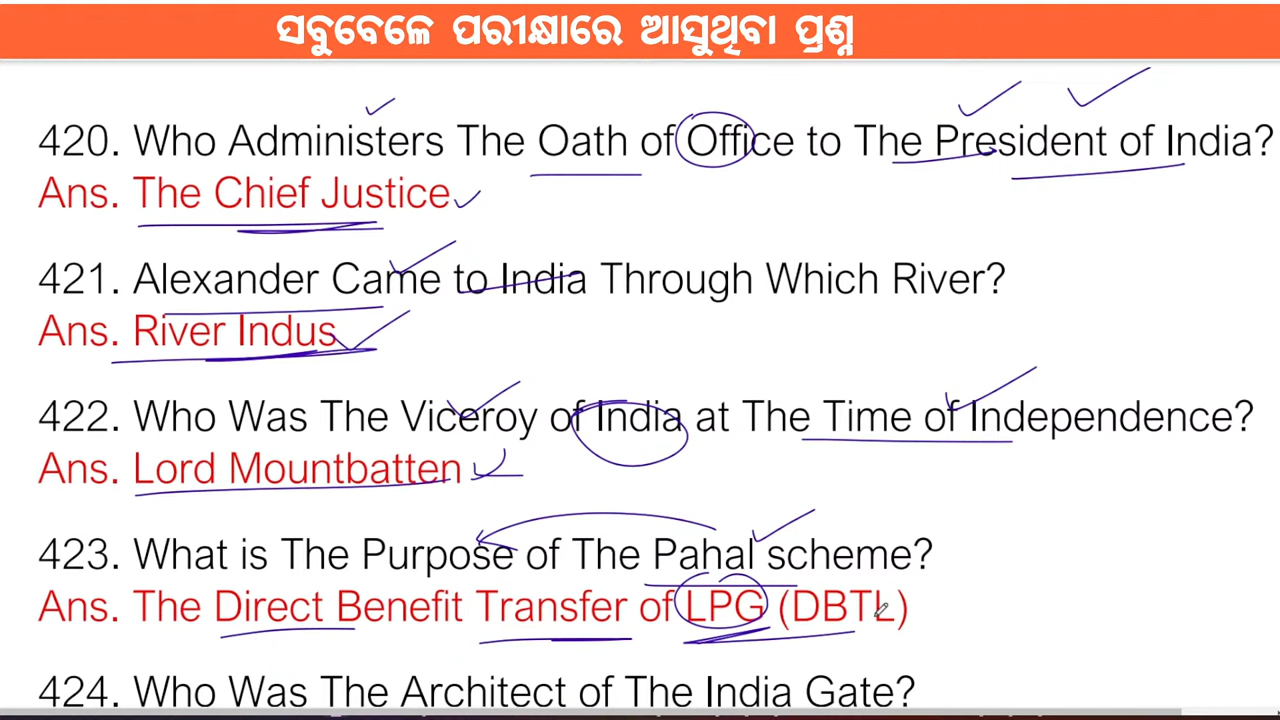 ସବୁବେଳେ ପରୀକ୍ଷାରେ ଆସୁଥିବା ପ୍ରଶ୍ନ
420. Who Administers The Oath of Office to The President of India?
Ans. The Chief Justice
421. Alexander Came to India Through Which River?
Ans. River Indus
422. Who Was The Viceroy of India at The Time of Independence?
Ans. Lord Mountbatten
423. What is The Purpose of The Pahal scheme?
Ans. The Direct Benefit Transfer of LPG (DBTL)
424. Who Was The Architect of The India Gate?